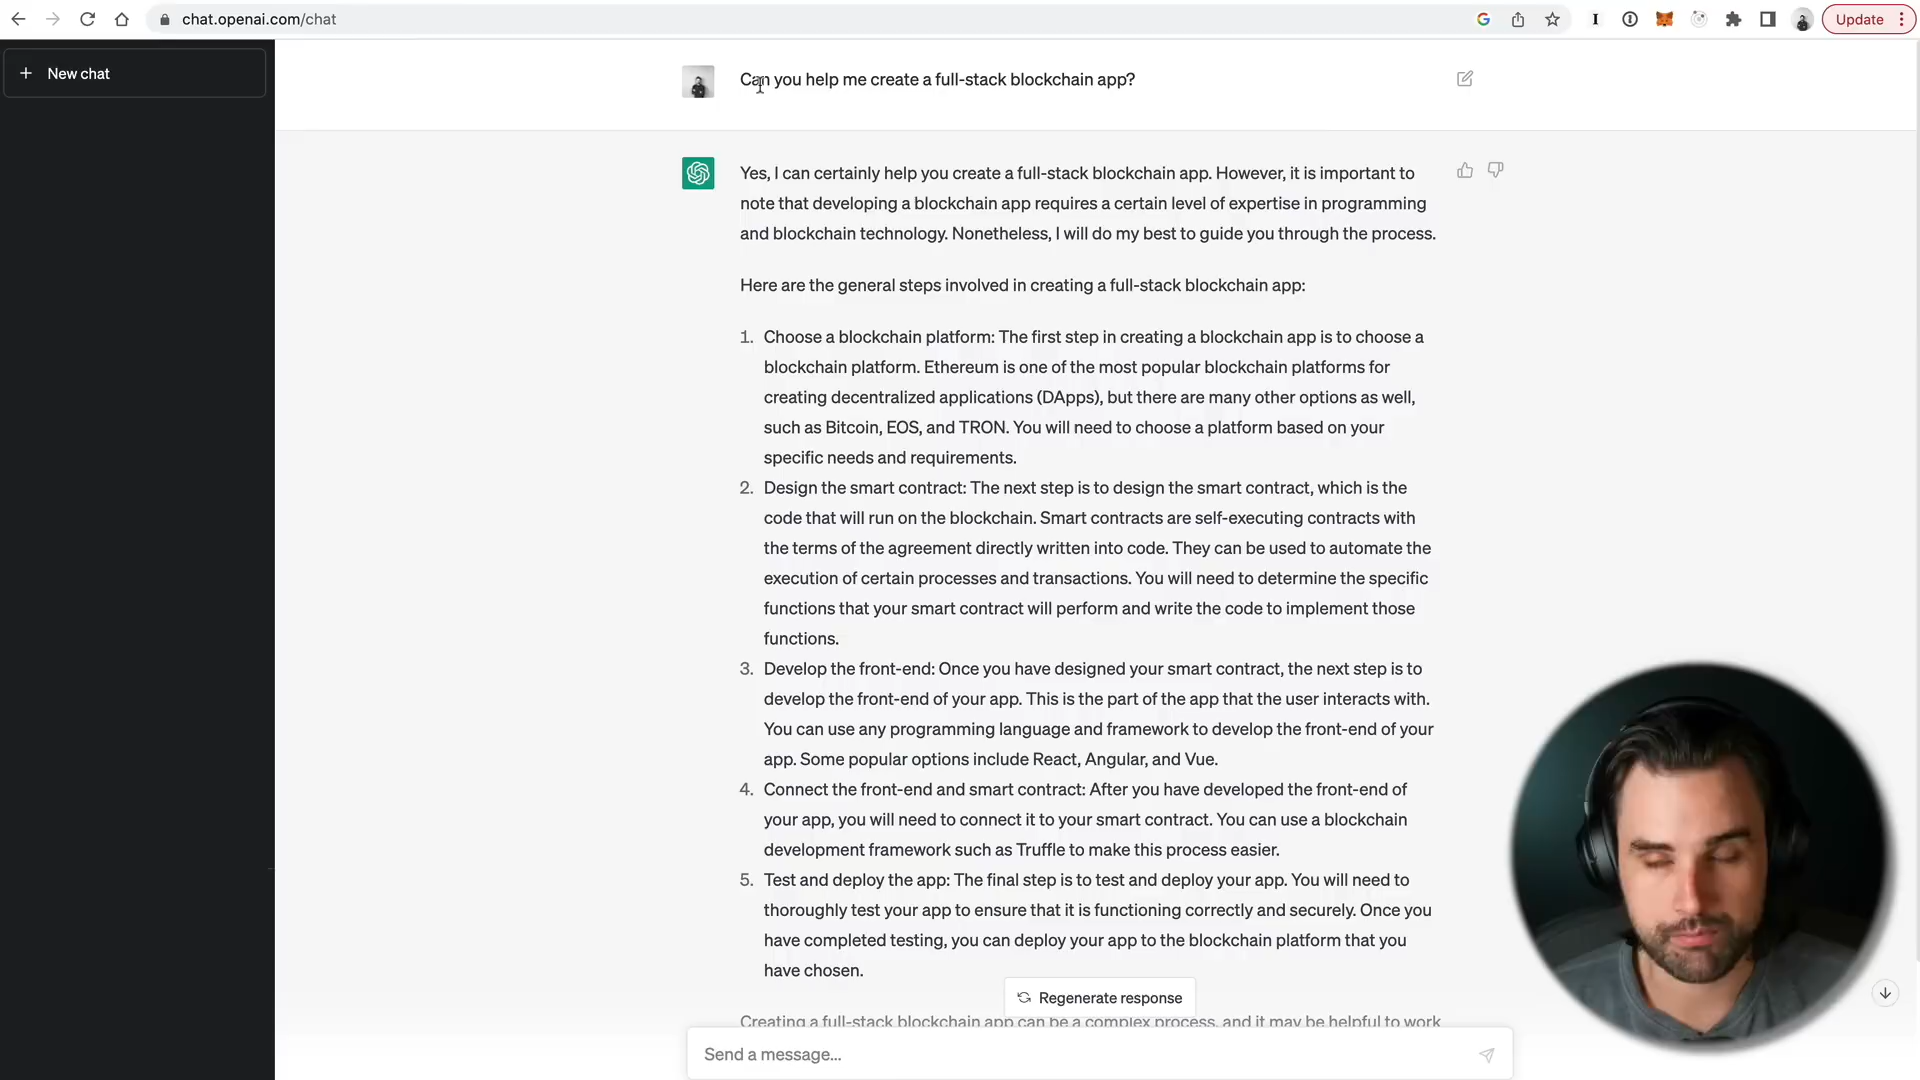 chat.openai.com/chat
Update
New chat
Can you help me create a full-stack blockchain app?
Yes, I can certainly help you create a full-stack blockchain app. However, it is important to
note that developing a blockchain app requires a certain level of expertise in programming
and blockchain technology. Nonetheless, I will do my best to guide you through the process.
Here are the general steps involved in creating a full-stack blockchain app:
1. Choose a blockchain platform: The first step in creating a blockchain app is to choose a
blockchain platform. Ethereum is one of the most popular blockchain platforms for
creating decentralized applications (DApps), but there are many other options as well,
such as Bitcoin, EOS, and TRON. You will need to choose a platform based on your
specific needs and requirements.
2. Design the smart contract: The next step is to design the smart contract, which is the
code that will run on the blockchain. Smart contracts are self-executing contracts with
the terms of the agreement directly written into code. They can be used to automate the
execution of certain processes and transactions. You will need to determine the specific
functions that your smart contract will perform and write the code to implement those
functions.
3. Develop the front-end: Once you have designed your smart contract, the next step is to
develop the front-end of your app. This is the part of the app that the user interacts with.
You can use any programming language and framework to develop the front-end of your
app. Some popular options include React, Angular, and Vue.
4. Connect the front-end and smart contract: After you have developed the front-end of
your app, you will need to connect it to your smart contract. You can use a blockchain
development framework such as Truffle to make this process easier.
5. Test and deploy the app: The final step is to test and deploy your app. You will need to
thoroughly test your app to ensure that it is functioning correctly and securely. Once you
have completed testing, you can deploy your app to the blockchain platform that you
have chosen.
Regenerate response
Creating a full-stack blockchain app can be a complex process, and it may be helpful to work
Send a message...